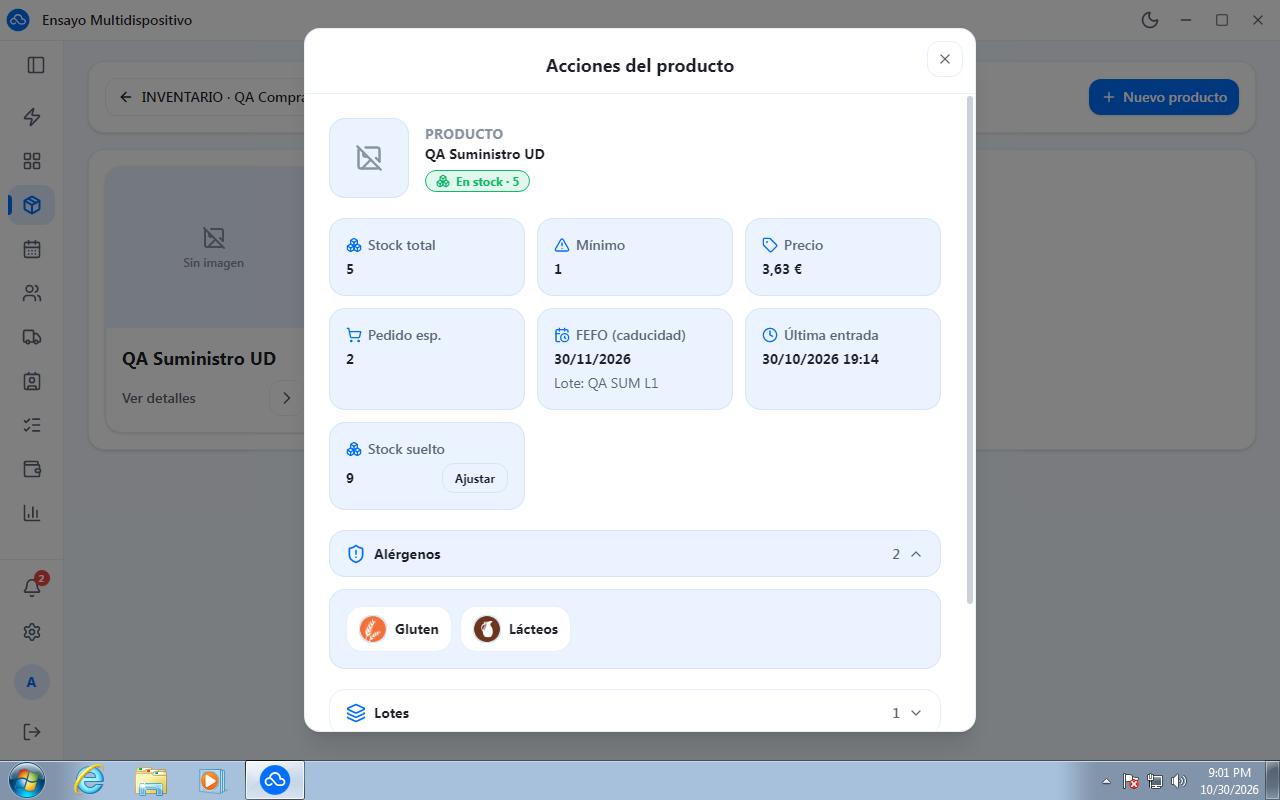 Ensayo Multidispositivo
Acciones del producto
INVENTARIO · QA Compra
Nuevo producto
PRODUCTO
QA Suministro UD
En stock · 5
Stock total
5
Mínimo
1
Precio
3,63 €
Pedido esp.
2
FEFO (caducidad)
30/11/2026
Lote: QA SUM L1
Última entrada
30/10/2026 19:14
Stock suelto
9
Ajustar
Alérgenos
2
Gluten
Lácteos
Lotes
1
Sin imagen
QA Suministro UD
Ver detalles
2
A
9:01 PM
10/30/2026